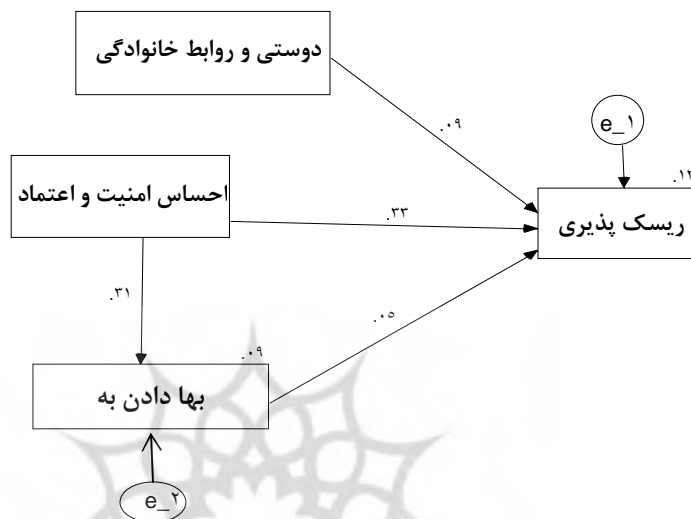 دوستی و روابط خانوادگی
.۰۹
e_۱
احساس امنیت و اعتماد
.۳۳
.۱۲
ریسک پذیری
.۳۱
.۰۵
.۰۹
بها دادن به
e_۲